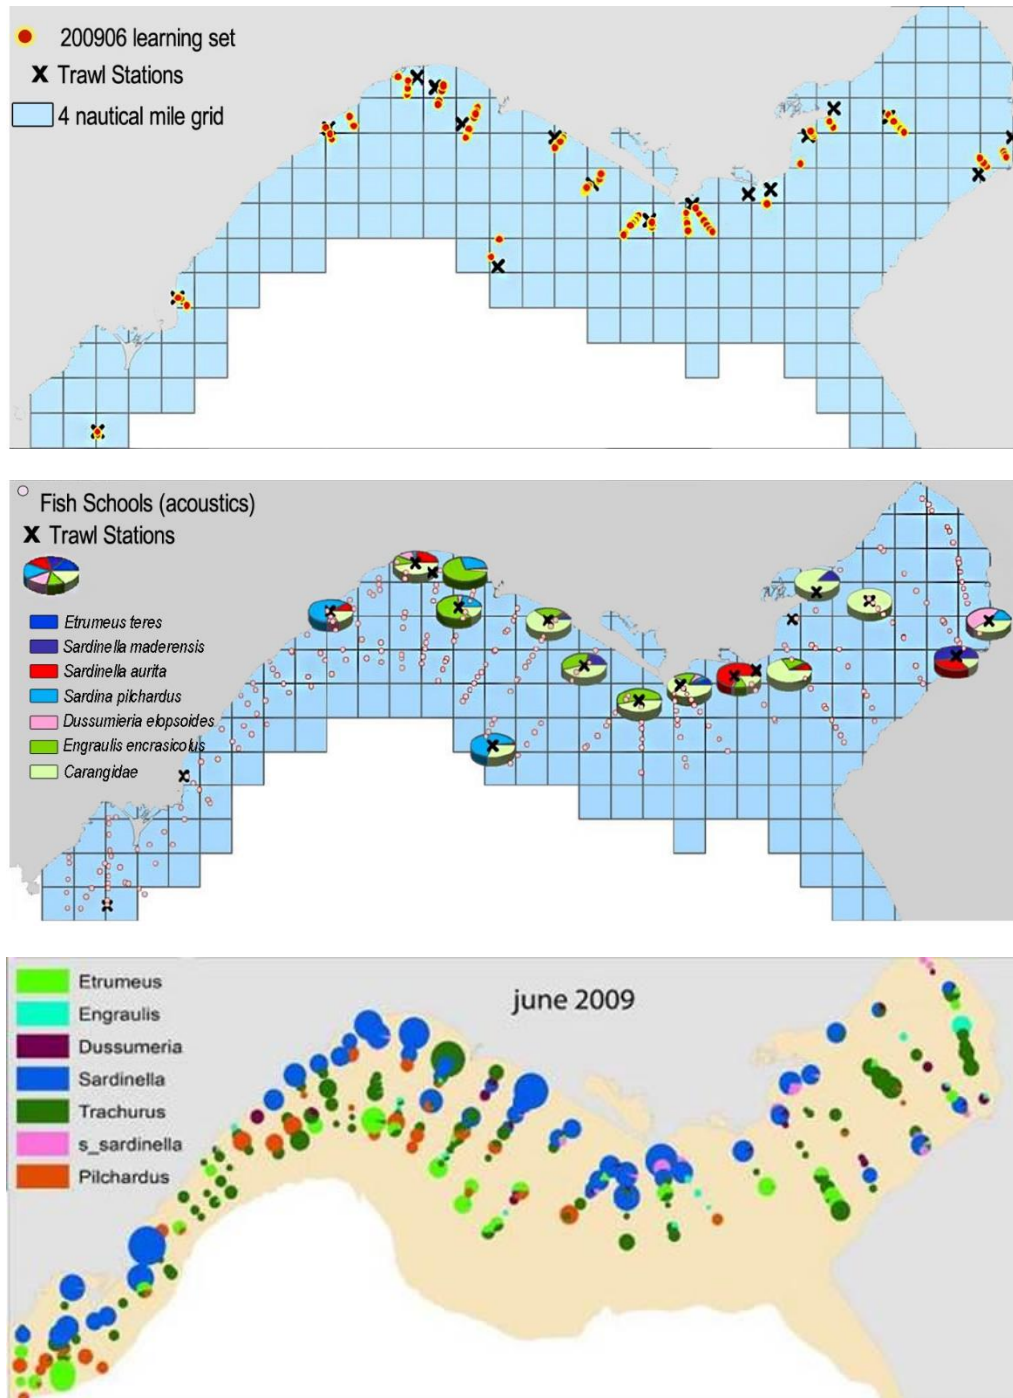 200906 learning set
X Trawl Stations
4 nautical mile grid
Fish Schools (acoustics)
X Trawl Stations
Etrumeus teres
Sardinella maderensis
Sardinella aurita
Sardina pilchardus
Dussumieria elopsoides
Engraulis encrasicolus
Carangidae
Etrumeus
june 2009
Engraulis
Dussumeria
Sardinella
Trachurus
s_sardinella
Pilchardus